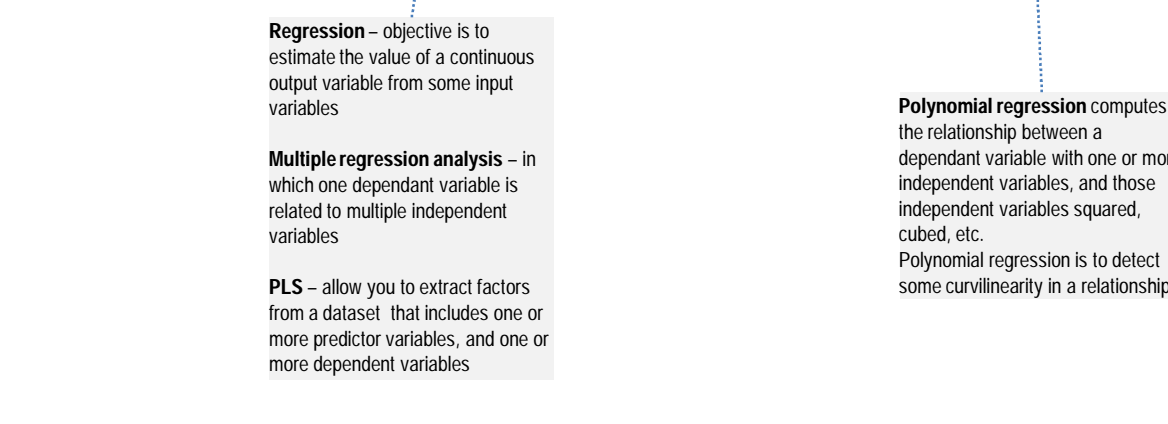 Regression – objective is to
estimate the value of a continuous
output variable from some input
variables
Multiple regression analysis – in
which one dependant variable is
related to multiple independent
variables
PLS – allow you to extract factors
from a dataset that includes one or
more predictor variables, and one or
more dependent variables
Polynomial regression computes
the relationship between a
dependant variable with one or
independent variables, and those
independent variables squared,
cubed, etc.
Polynomial regression is to detect
some curvilinearity in a relationship